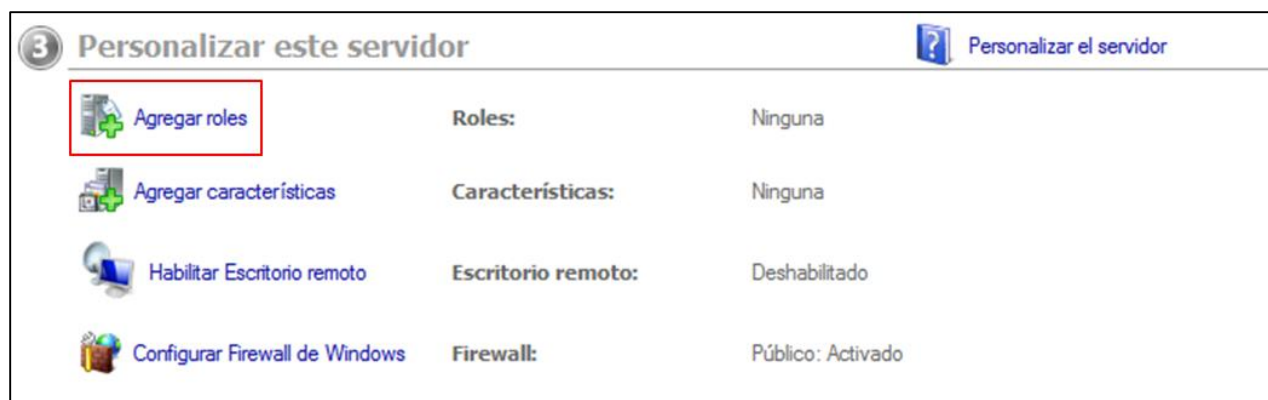 3 Personalizar este servidor Personalizar el servidor
Agregar roles Roles: Ninguna
Agregar características Características: Ninguna
Habilitar Escritorio remoto Escritorio remoto: Deshabilitado
Configurar Firewall de Windows Firewall: Público: Activado